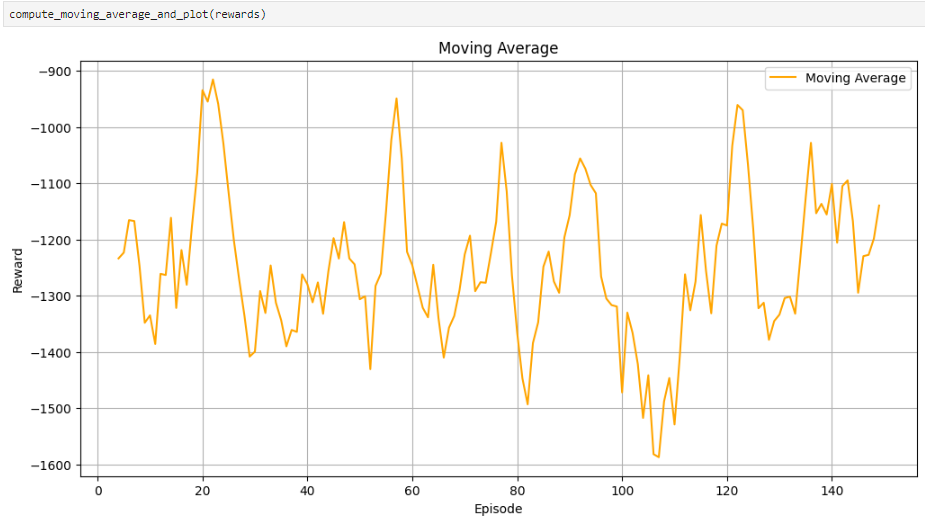 compute_moving_average_and_plot(rewards)
Moving Average
Moving Average
−900
−1000
−1100
−1200
−1300
−1400
−1500
−1600
Reward
0 20 40 60 80 100 120 140
Episode